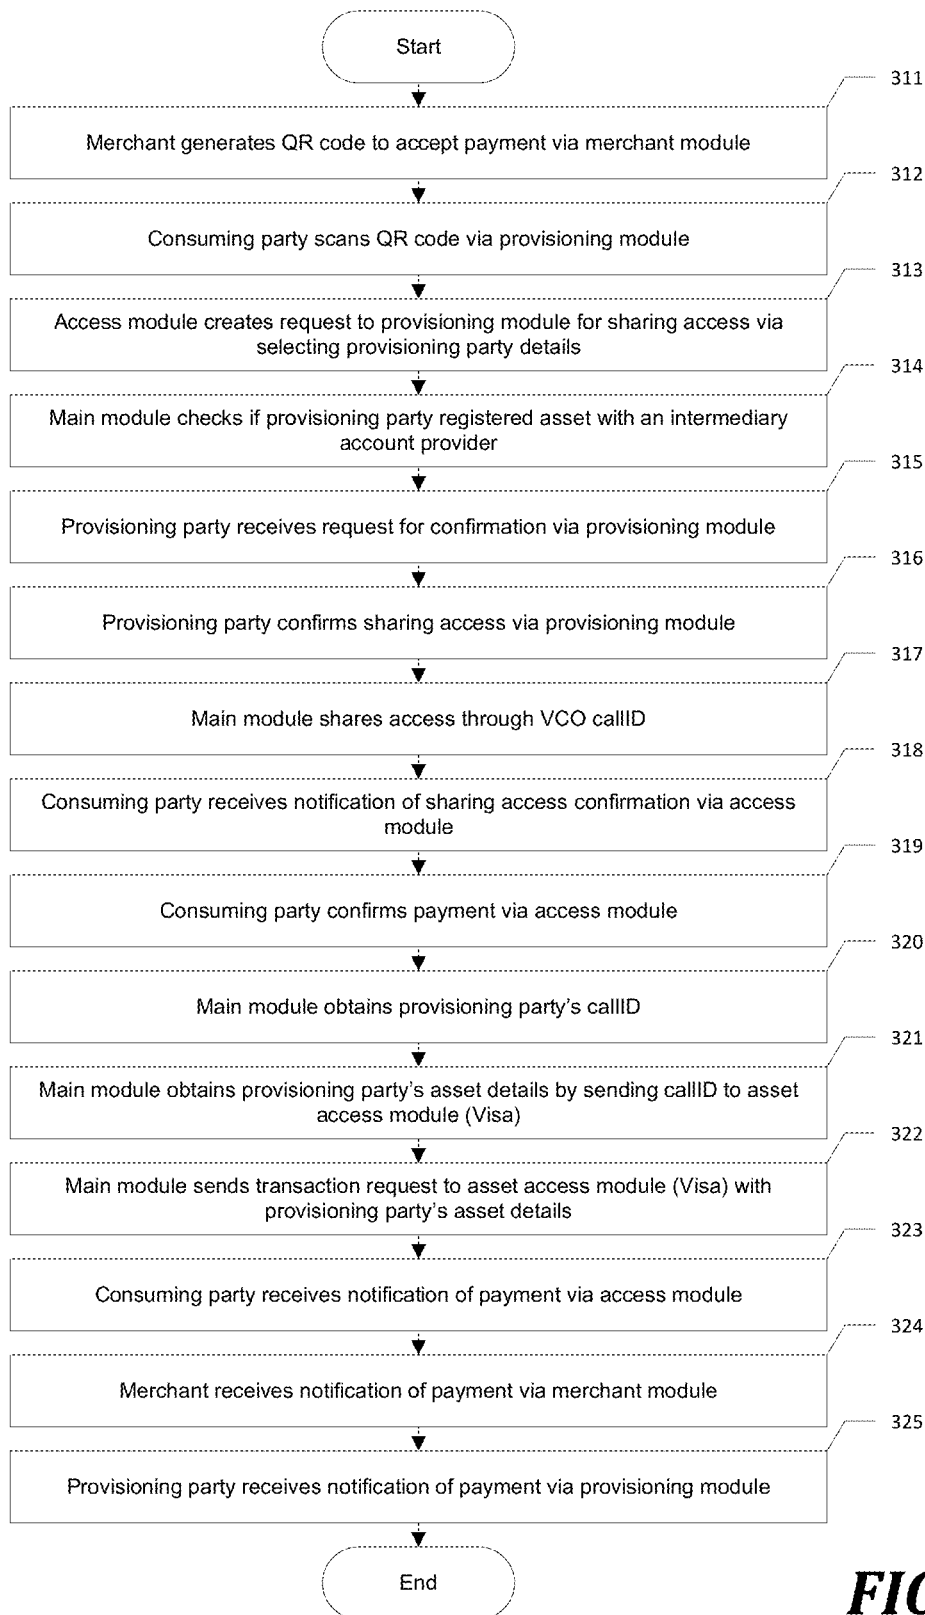 Start
311
Merchant generates QR code to accept payment via merchant module
312
Consuming party scans QR code via provisioning module
313
Access module creates request to provisioning module for sharing access via
selecting provisioning party details
314
Main module checks if provisioning party registered asset with an intermediary
account provider
315
Provisioning party receives request for confirmation via provisioning module
316
Provisioning party confirms sharing access via provisioning module
317
Main module shares access through VCO callID
318
Consuming party receives notification of sharing access confirmation via access
module
319
Consuming party confirms payment via access module
320
Main module obtains provisioning party's callID
321
Main module obtains provisioning party's asset details by sending callID to asset
access module (Visa)
322
Main module sends transaction request to asset access module (Visa) with
provisioning party's asset details
323
Consuming party receives notification of payment via access module
324
Merchant receives notification of payment via merchant module
325
Provisioning party receives notification of payment via provisioning module
End